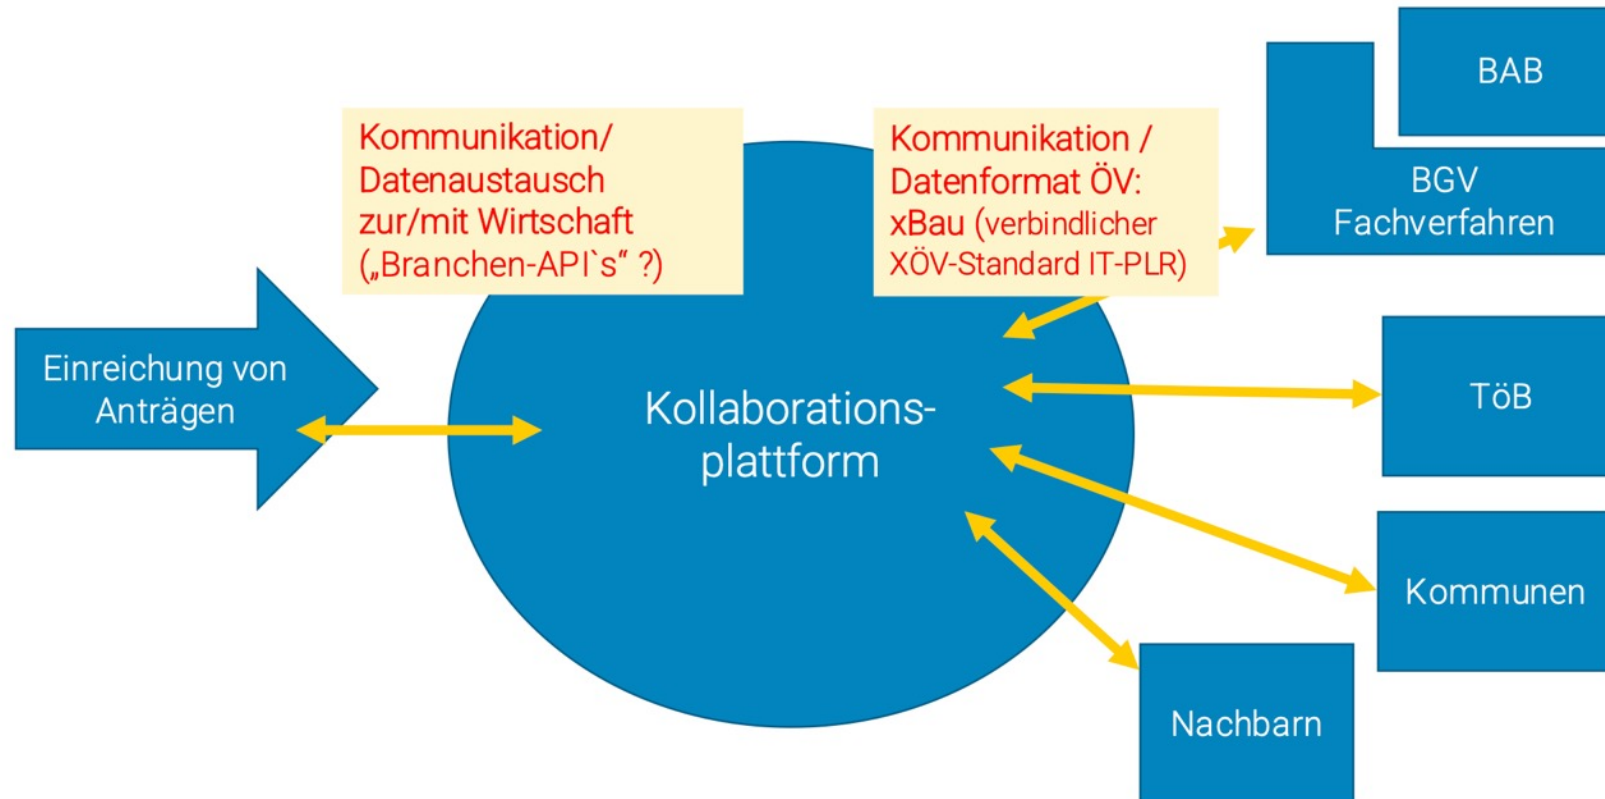 BAB
Kommunikation/
Datenaustausch
zur/mit Wirtschaft
(„Branchen-API`s“ ?)
Kommunikation /
Datenformat ÖV:
xBau (verbindlicher
XÖV-Standard IT-PLR)
BGV
Fachverfahren
Einreichung von
Anträgen
Kollaborations-
plattform
TöB
Kommunen
Nachbarn